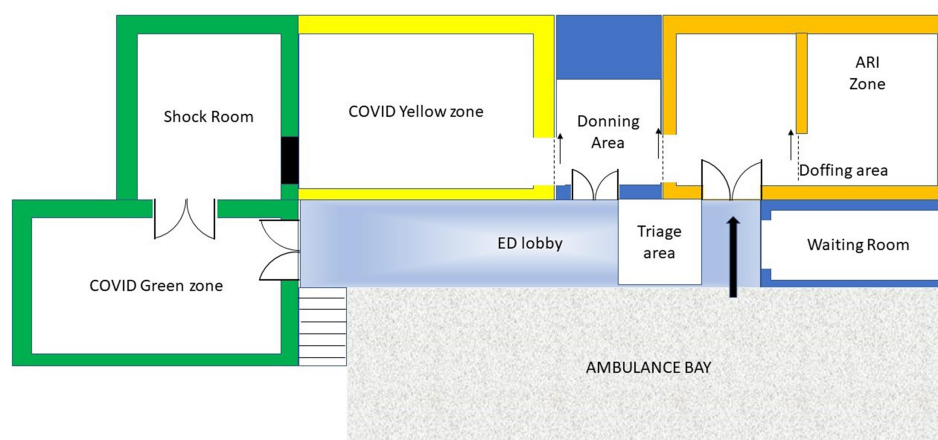 Shock Room
COVID Yellow zone
Donning
Area
ARI
Zone
Doffing area
COVID Green zone
ED lobby
Triage
area
Waiting Room
AMBULANCE BAY